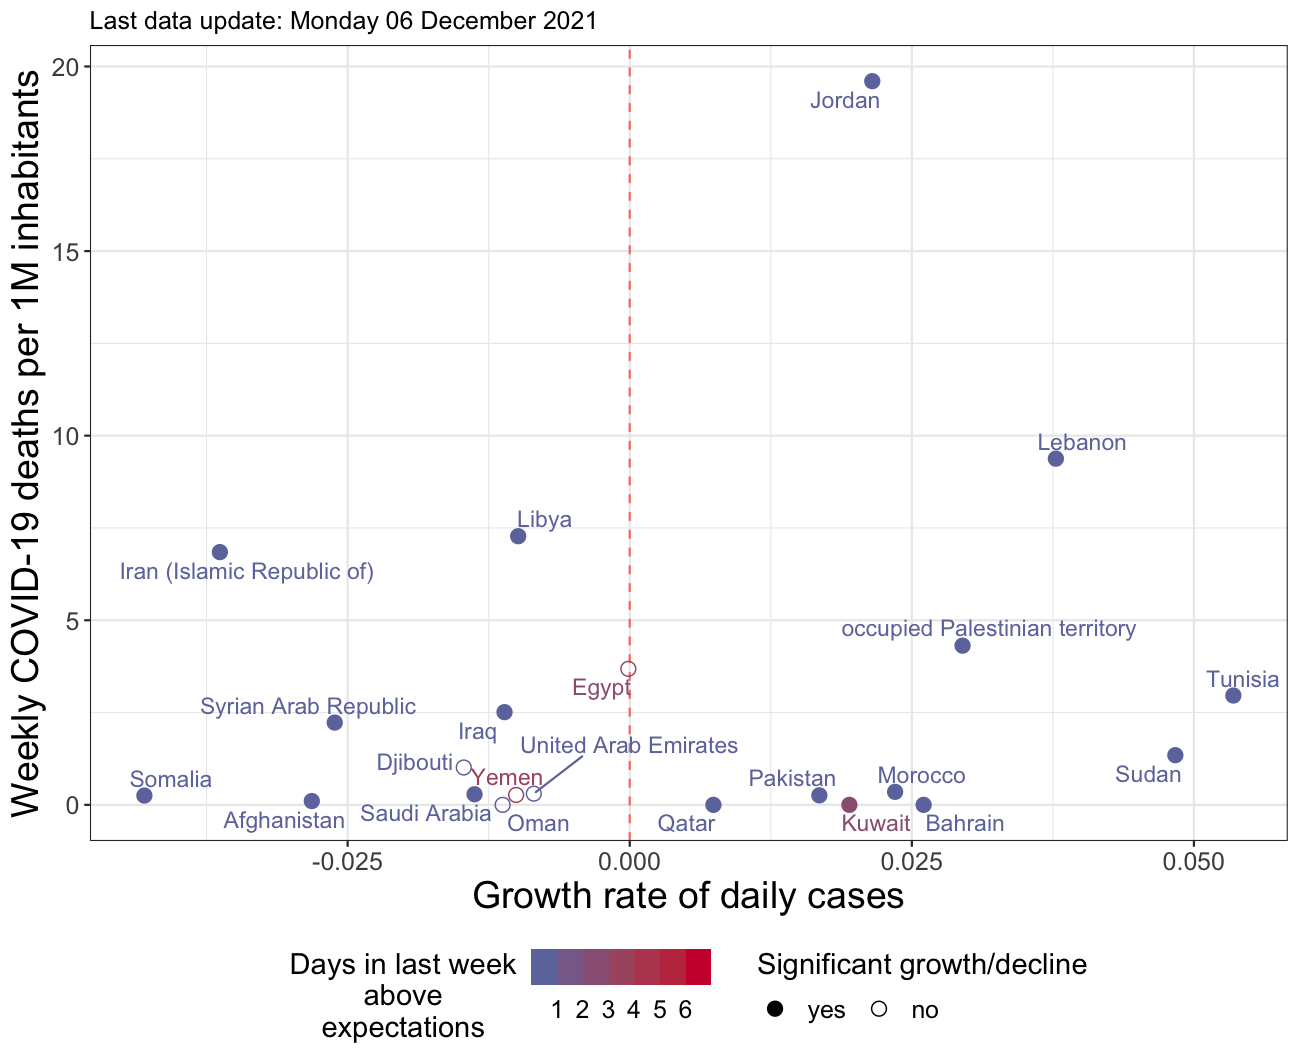 Last data update: Monday 06 December 2021
Weekly COVID-19 deaths per 1M inhabitants
20
15
10
5
0
Jordan
Lebanon
Libya
Iran (Islamic Republic of)
occupied Palestinian territory
Egypt
Tunisia
Syrian Arab Republic
Iraq
United Arab Emirates
Djibouti
Yemen
Somalia
Pakistan
Morocco
Sudan
Afghanistan
Saudi Arabia
Oman
Qatar
Kuwait
Bahrain
-0.025
0.000
0.025
0.050
Growth rate of daily cases
Days in last week
above
expectations
1 2 3 4 5 6
Significant growth/decline
yes
no